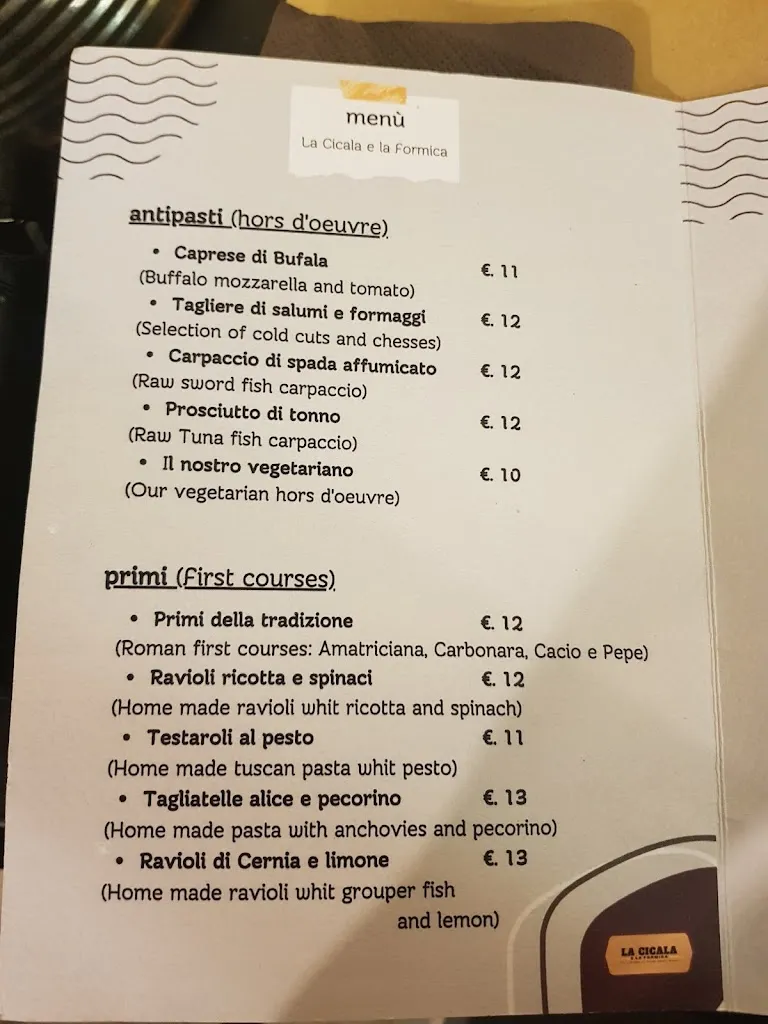 menù
La Cicala e la Formica
antipasti (hors d'oeuvre)
• Caprese di Bufala €. 11
(Buffalo mozzarella and tomato)
• Tagliere di salumi e formaggi €. 12
(Selection of cold cuts and chesses)
• Carpaccio di spada affumicato €. 12
(Raw sword fish carpaccio)
• Prosciutto di tonno €. 12
(Raw Tuna fish carpaccio)
• Il nostro vegetariano €. 10
(Our vegetarian hors d'oeuvre)
primi (First courses)
• Primi della tradizione €. 12
(Roman first courses: Amatriciana, Carbonara, Cacio e Pepe)
• Ravioli ricotta e spinaci €. 12
(Home made ravioli whit ricotta and spinach)
• Testaroli al pesto €. 11
(Home made tuscan pasta whit pesto)
• Tagliatelle alice e pecorino €. 13
(Home made pasta with anchovies and pecorino)
• Ravioli di Cernia e limone €. 13
(Home made ravioli whit grouper fish
and lemon)
LA CICALA
E LA FORMICA